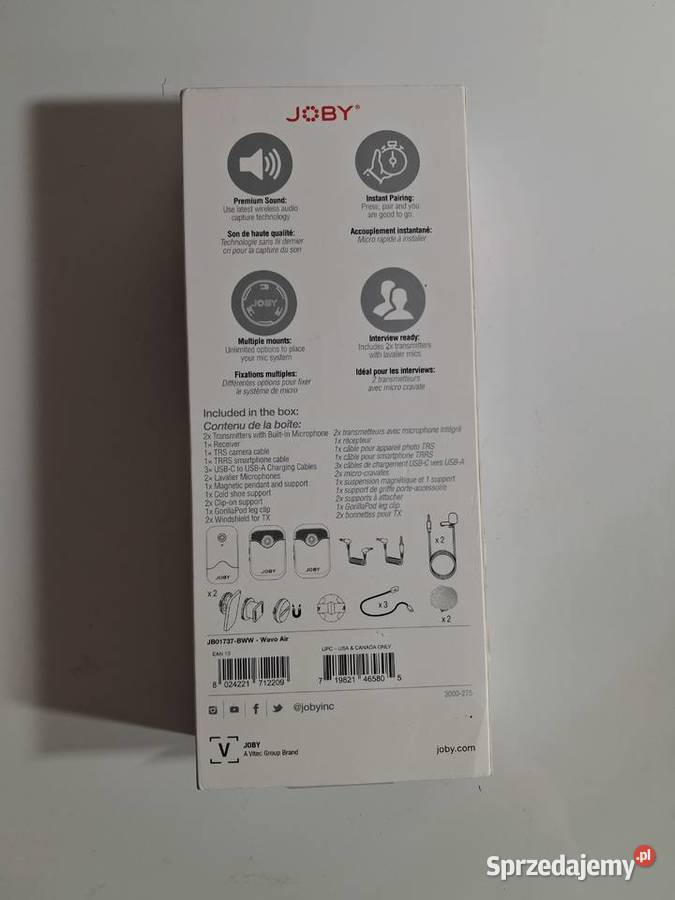 JOBY®
Premium Sound:
Use latest wireless audio
capture technology
Son de haute qualité:
Technologie sans fil dernier
cri pour la capture du son
Instant Pairing:
Press, pair and you
are good to go.
Accouplement instantané:
Micro rapide à installer
JOBY
Multiple mounts:
Unlimited options to place
your mic system
Fixations multiples:
Différentes options pour fixer
le système de micro
Interview ready:
Includes 2x transmitters
with lavalier mics
Idéal pour les interviews:
2 transmetteurs
avec micro cravate
Included in the box:
Contenu de la boîte:
2x Transmitters with Built-in Microphone
1x Receiver
1x TRS camera cable
1x TRRS smartphone cable
3x USB-C to USB-A Charging Cables
2x Lavalier Microphones
1x Magnetic pendant and support
1x Cold shoe support
2x Clip-on support
1x GorillaPod leg clip
2x Windshield for TX
2x transmetteurs avec microphone intégril
1x récepteur
1x câble pour appareil photo TRS
1x câble pour smartphone TRRS
3x câbles de chargement USB-C vers USB-A
2x micro-cravates
1x suspension magnétique et 1 support
1x support de griffe porte-accessoire
2x supports à attacher
1x GorillaPod leg clip
2x bonnettes pour TX
JOBY
JOBY
JOBY
x 2
x 2
x 3
x 2
JB01737-BWW - Wavo Air
EAN 13
8 024221 712209
UPC - USA & CANADA ONLY
7 19821 46580 5
2000-275
@jobyinc
V
JOBY
A Vitec Group Brand
joby.com
Sprzedajemy.pl